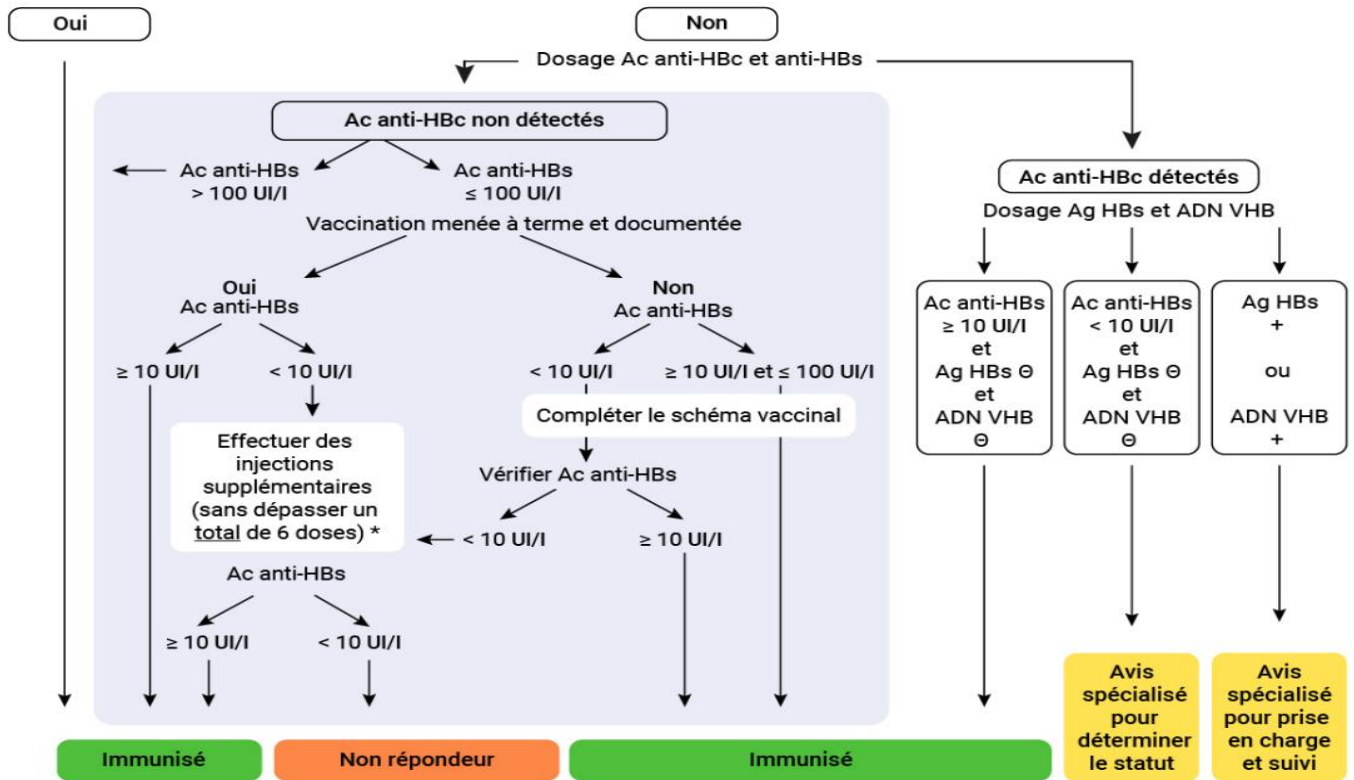 Oui
Non
Dosage Ac anti-HBc et anti-HBs
Ac anti-HBc non détectés
Ac anti-HBs
> 100 UI/l
Ac anti-HBs
≤ 100 UI/l
Vaccination menée à terme et documentée
Oui
Ac anti-HBs
Non
Ac anti-HBs
≥ 10 UI/l
< 10 UI/l
< 10 UI/l
≥ 10 UI/l et ≤ 100 UI/l
Compléter le schéma vaccinal
Effectuer des
injections
supplémentaires
(sans dépasser un
total de 6 doses) *
Vérifier Ac anti-HBs
< 10 UI/l
≥ 10 UI/l
Ac anti-HBs
≥ 10 UI/l
< 10 UI/l
Ac anti-HBc détectés
Dosage Ag HBs et ADN VHB
Ac anti-HBs
≥ 10 UI/l
et
Ag HBs Θ
et
ADN VHB
Θ
Ac anti-HBs
< 10 UI/l
et
Ag HBs Θ
et
ADN VHB
Θ
Ag HBs
+
ou
ADN VHB
+
Immunisé
Non répondeur
Immunisé
Avis
spécialisé
pour
déterminer
le statut
Avis
spécialisé
pour prise
en charge
et suivi